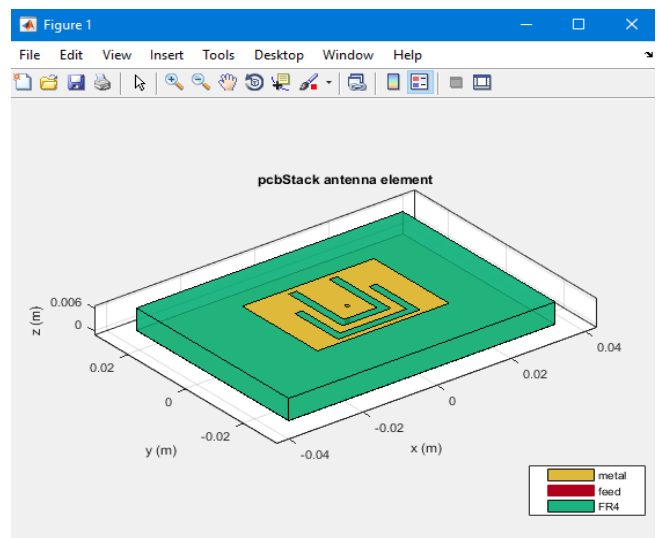 Figure 1
File Edit View Insert Tools Desktop Window Help
pcbStack antenna element
0.006
0
z (m)
0.02
0
-0.02
y (m)
0.04
0.02
0
-0.02
-0.04
x (m)
metal
feed
FR4